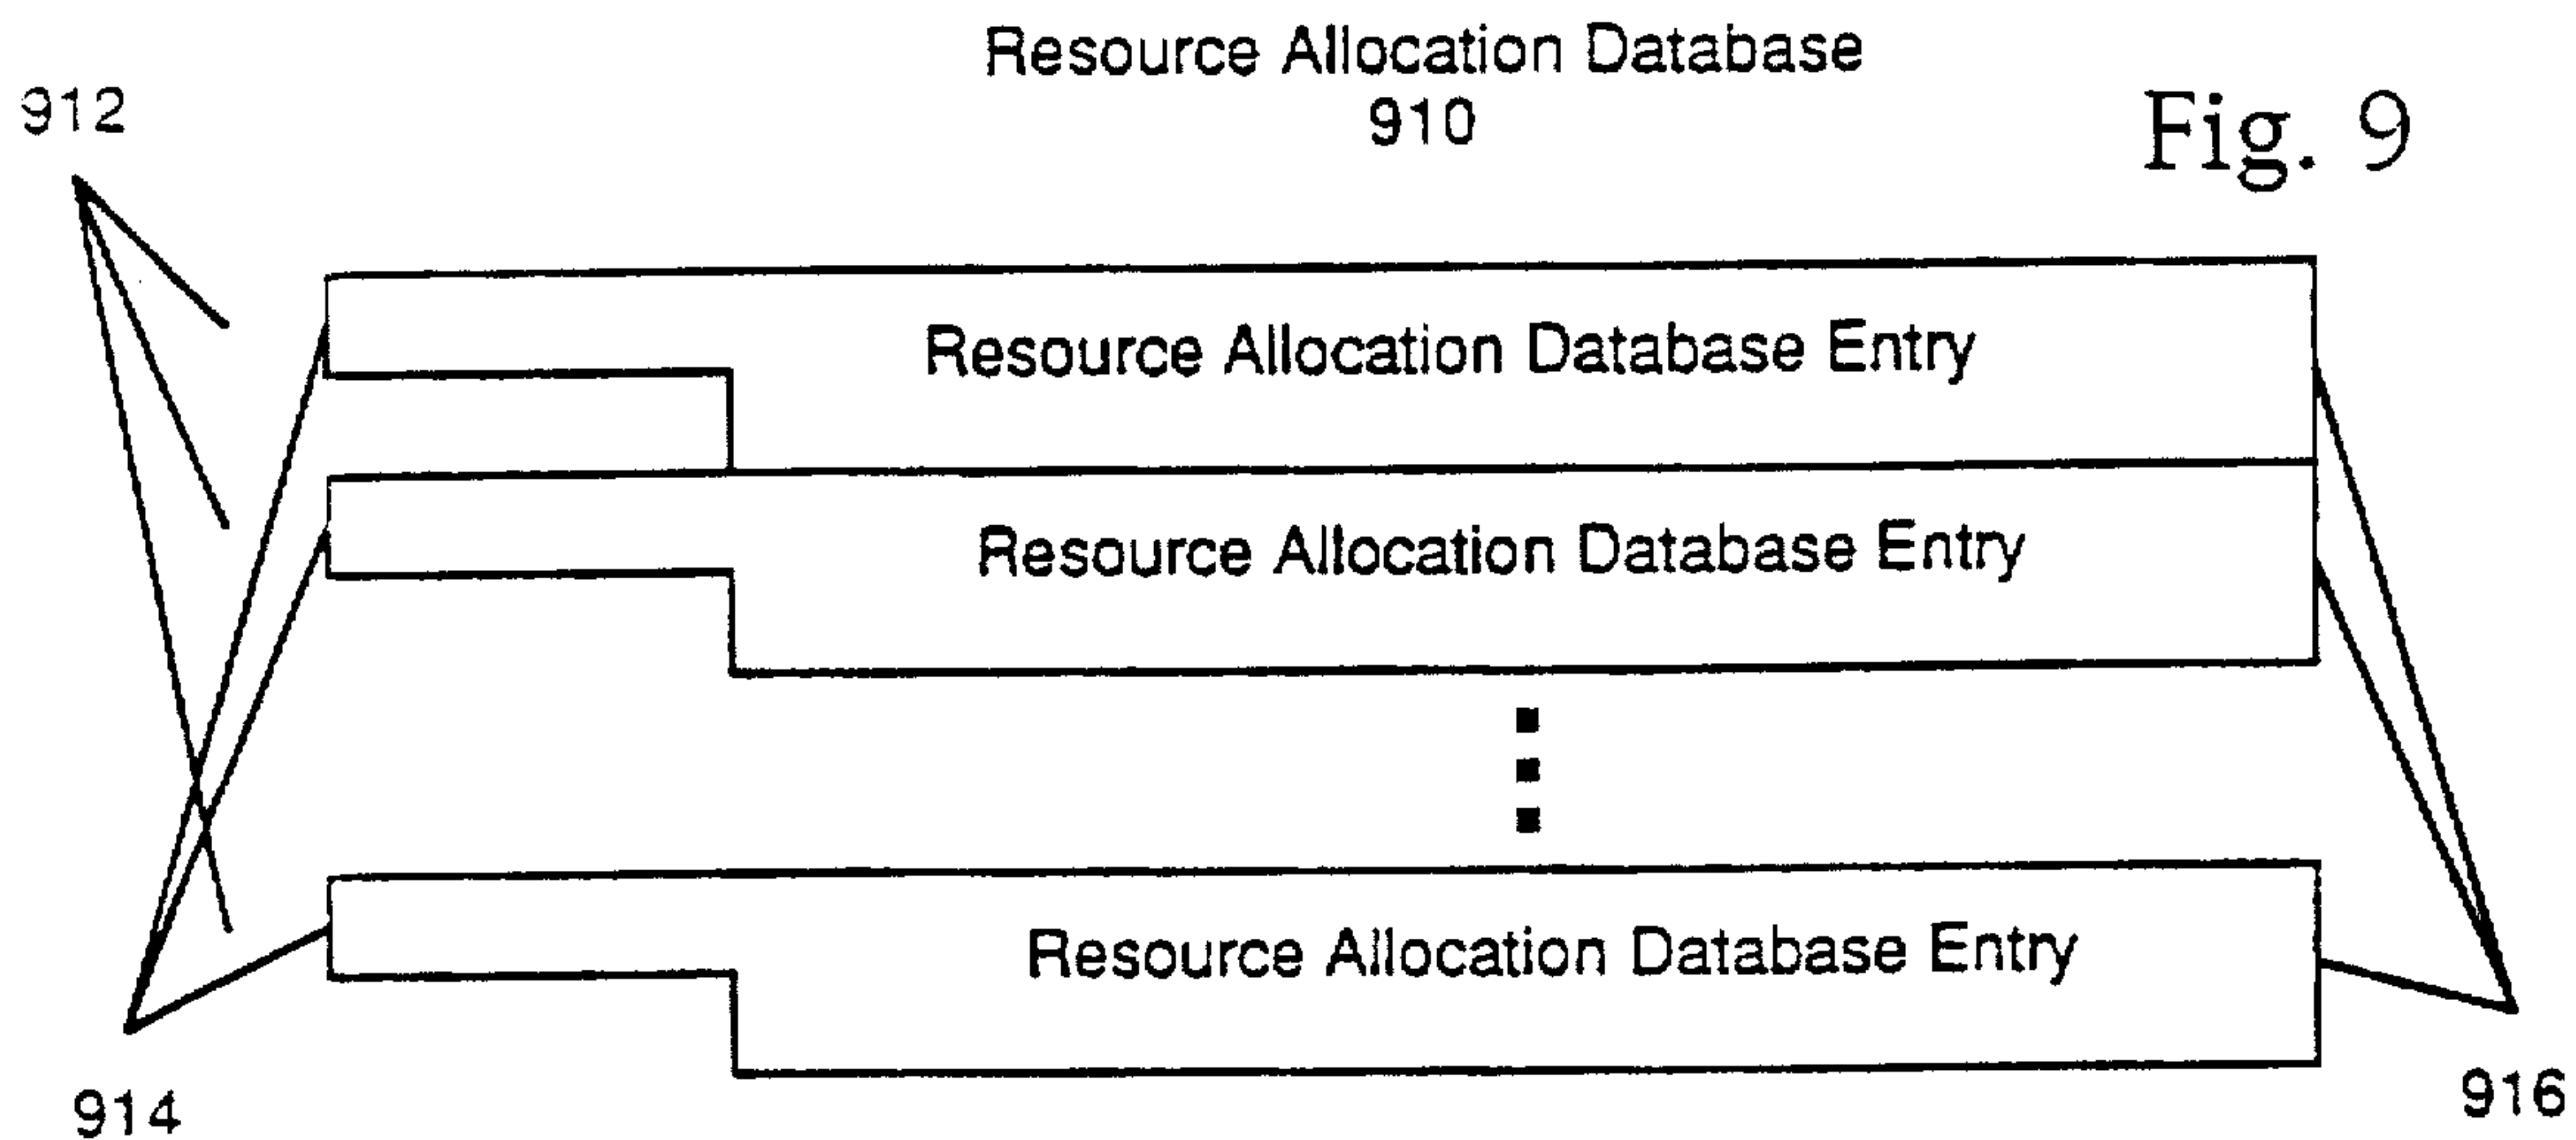 Resource Allocation Database
910
Fig. 9
912
Resource Allocation Database Entry
Resource Allocation Database Entry
Resource Allocation Database Entry
914
916